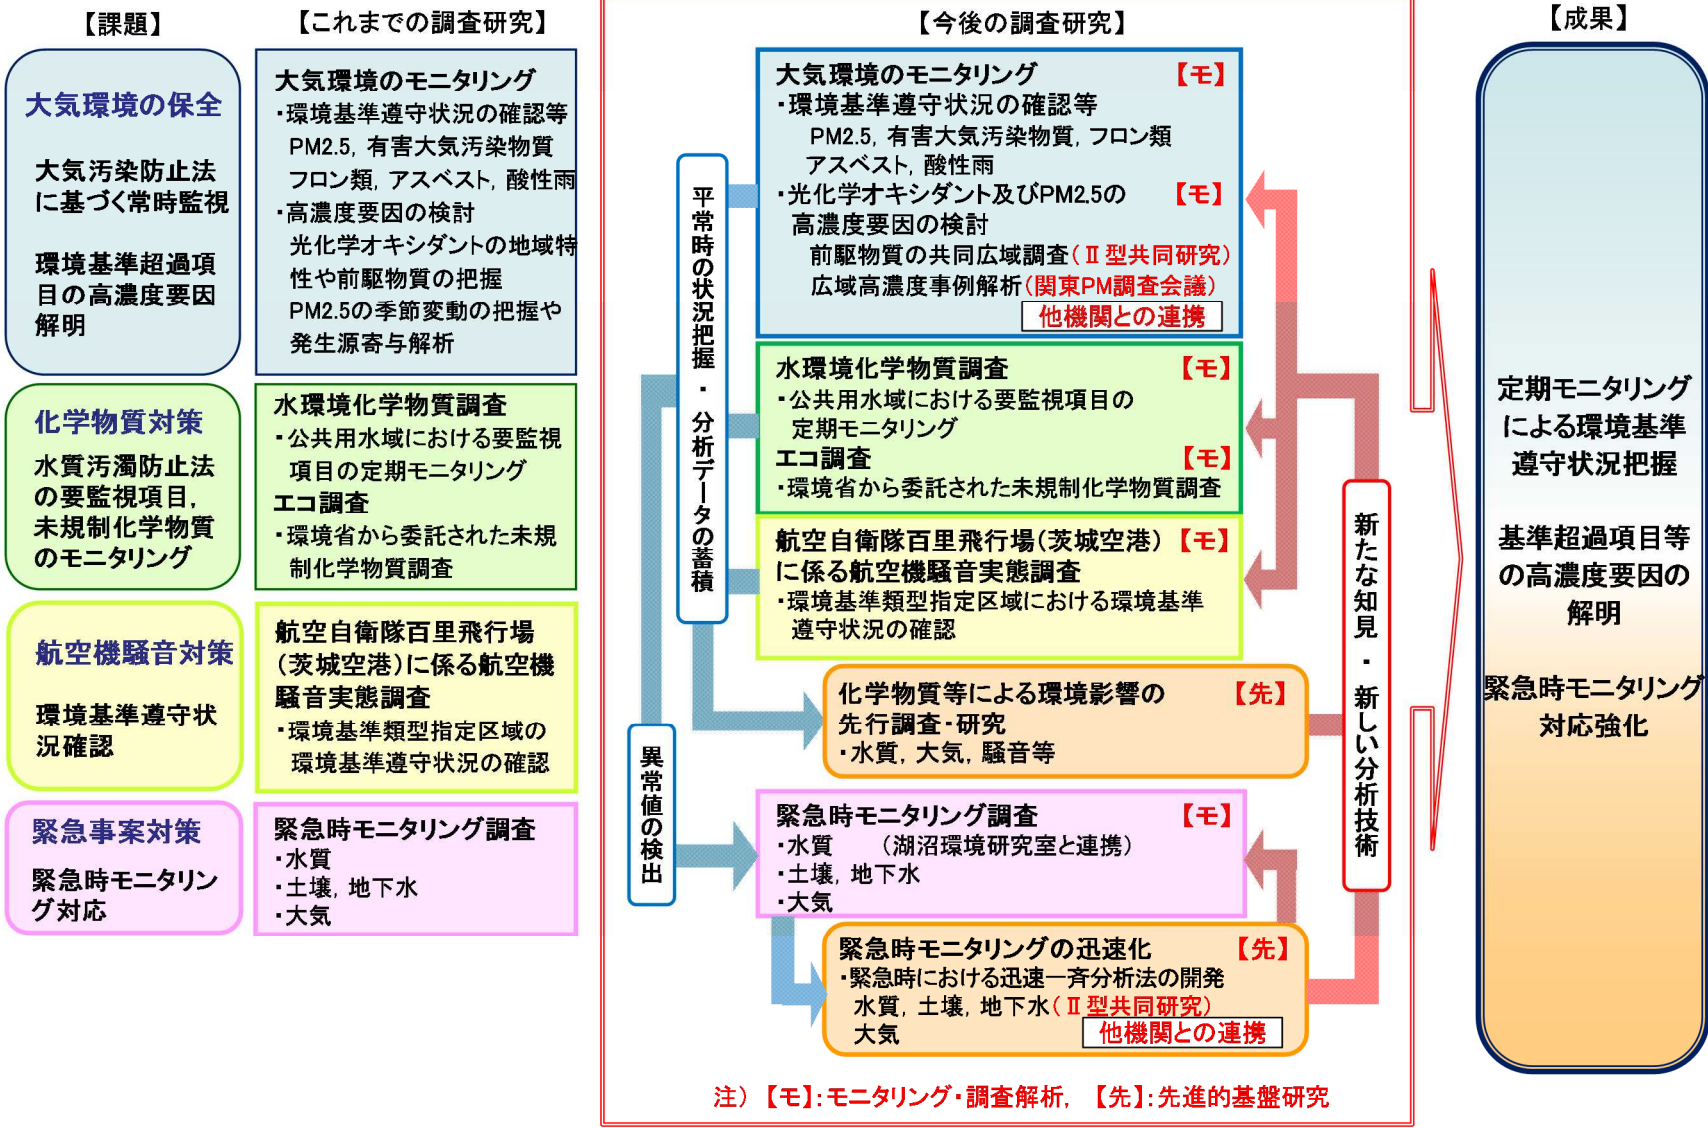 【課題】
大気環境の保全
大気汚染防止法
に基づく常時監視
環境基準超過項
目の高濃度要因
解明
化学物質対策
水質汚濁防止法
の要監視項目,
未規制化学物質
のモニタリング
航空機騒音対策
環境基準遵守状
況確認
緊急事案対策
緊急時モニタリン
グ対応
【これまでの調査研究】
大気環境のモニタリング
・環境基準遵守状況の確認等
PM2.5, 有害大気汚染物質
フロン類, アスベスト, 酸性雨
・高濃度要因の検討
光化学オキシダントの地域特
性や前駆物質の把握
PM2.5の季節変動の把握や
発生源寄与解析
水環境化学物質調査
・公共用水域における要監視
項目の定期モニタリング
エコ調査
・環境省から委託された未規
制化学物質調査
航空自衛隊百里飛行場
(茨城空港)に係る航空機
騒音実態調査
・環境基準類型指定区域の
環境基準遵守状況の確認
緊急時モニタリング調査
・水質
・土壌, 地下水
・大気
【今後の調査研究】
平常時の状況把握・分析データの蓄積
異常値の検出
大気環境のモニタリング 【モ】
・環境基準遵守状況の確認等
PM2.5, 有害大気汚染物質, フロン類
アスベスト, 酸性雨
・光化学オキシダント及びPM2.5の 【モ】
高濃度要因の検討
前駆物質の共同広域調査(Ⅱ型共同研究)
広域高濃度事例解析(関東PM調査会議)
他機関との連携
水環境化学物質調査 【モ】
・公共用水域における要監視項目の
定期モニタリング
エコ調査 【モ】
・環境省から委託された未規制化学物質調査
航空自衛隊百里飛行場(茨城空港) 【モ】
に係る航空機騒音実態調査
・環境基準類型指定区域における環境基準
遵守状況の確認
化学物質等による環境影響の 【先】
先行調査・研究
・水質, 大気, 騒音等
緊急時モニタリング調査 【モ】
・水質 (湖沼環境研究室と連携)
・土壌, 地下水
・大気
緊急時モニタリングの迅速化 【先】
・緊急時における迅速一斉分析法の開発
水質, 土壌, 地下水(Ⅱ型共同研究)
大気
他機関との連携
新たな知見・新しい分析技術
注) 【モ】:モニタリング・調査解析, 【先】:先進的基盤研究
【成果】
定期モニタリング
による環境基準
遵守状況把握
基準超過項目等
の高濃度要因の
解明
緊急時モニタリング
対応強化